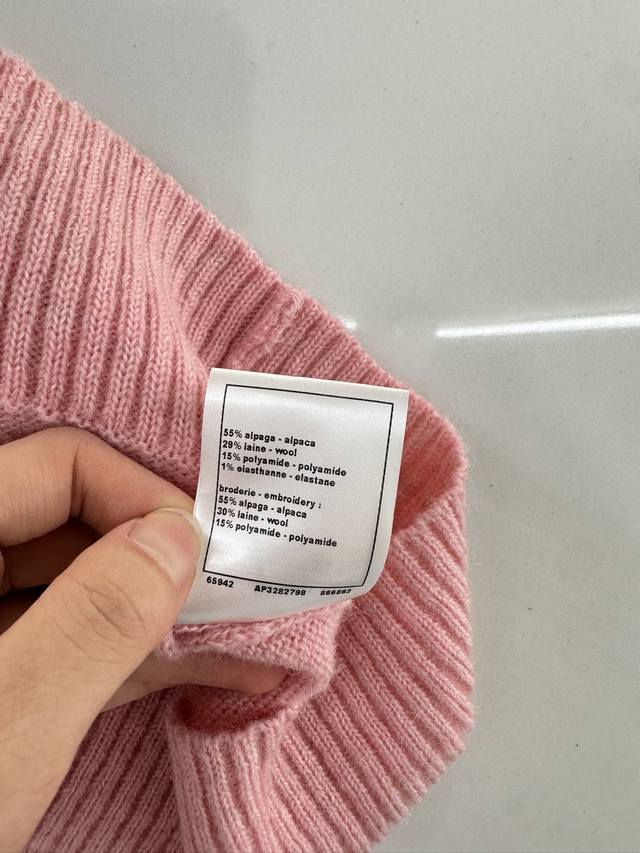 55% alpaga - alpaca
29% laine - wool
15% polyamide - polyamide
1% elasthanne - elastane
broderie - embroidery :
55% alpaga - alpaca
30% laine - wool
15% polyamide - polyamide
65942 AP3282798 866882